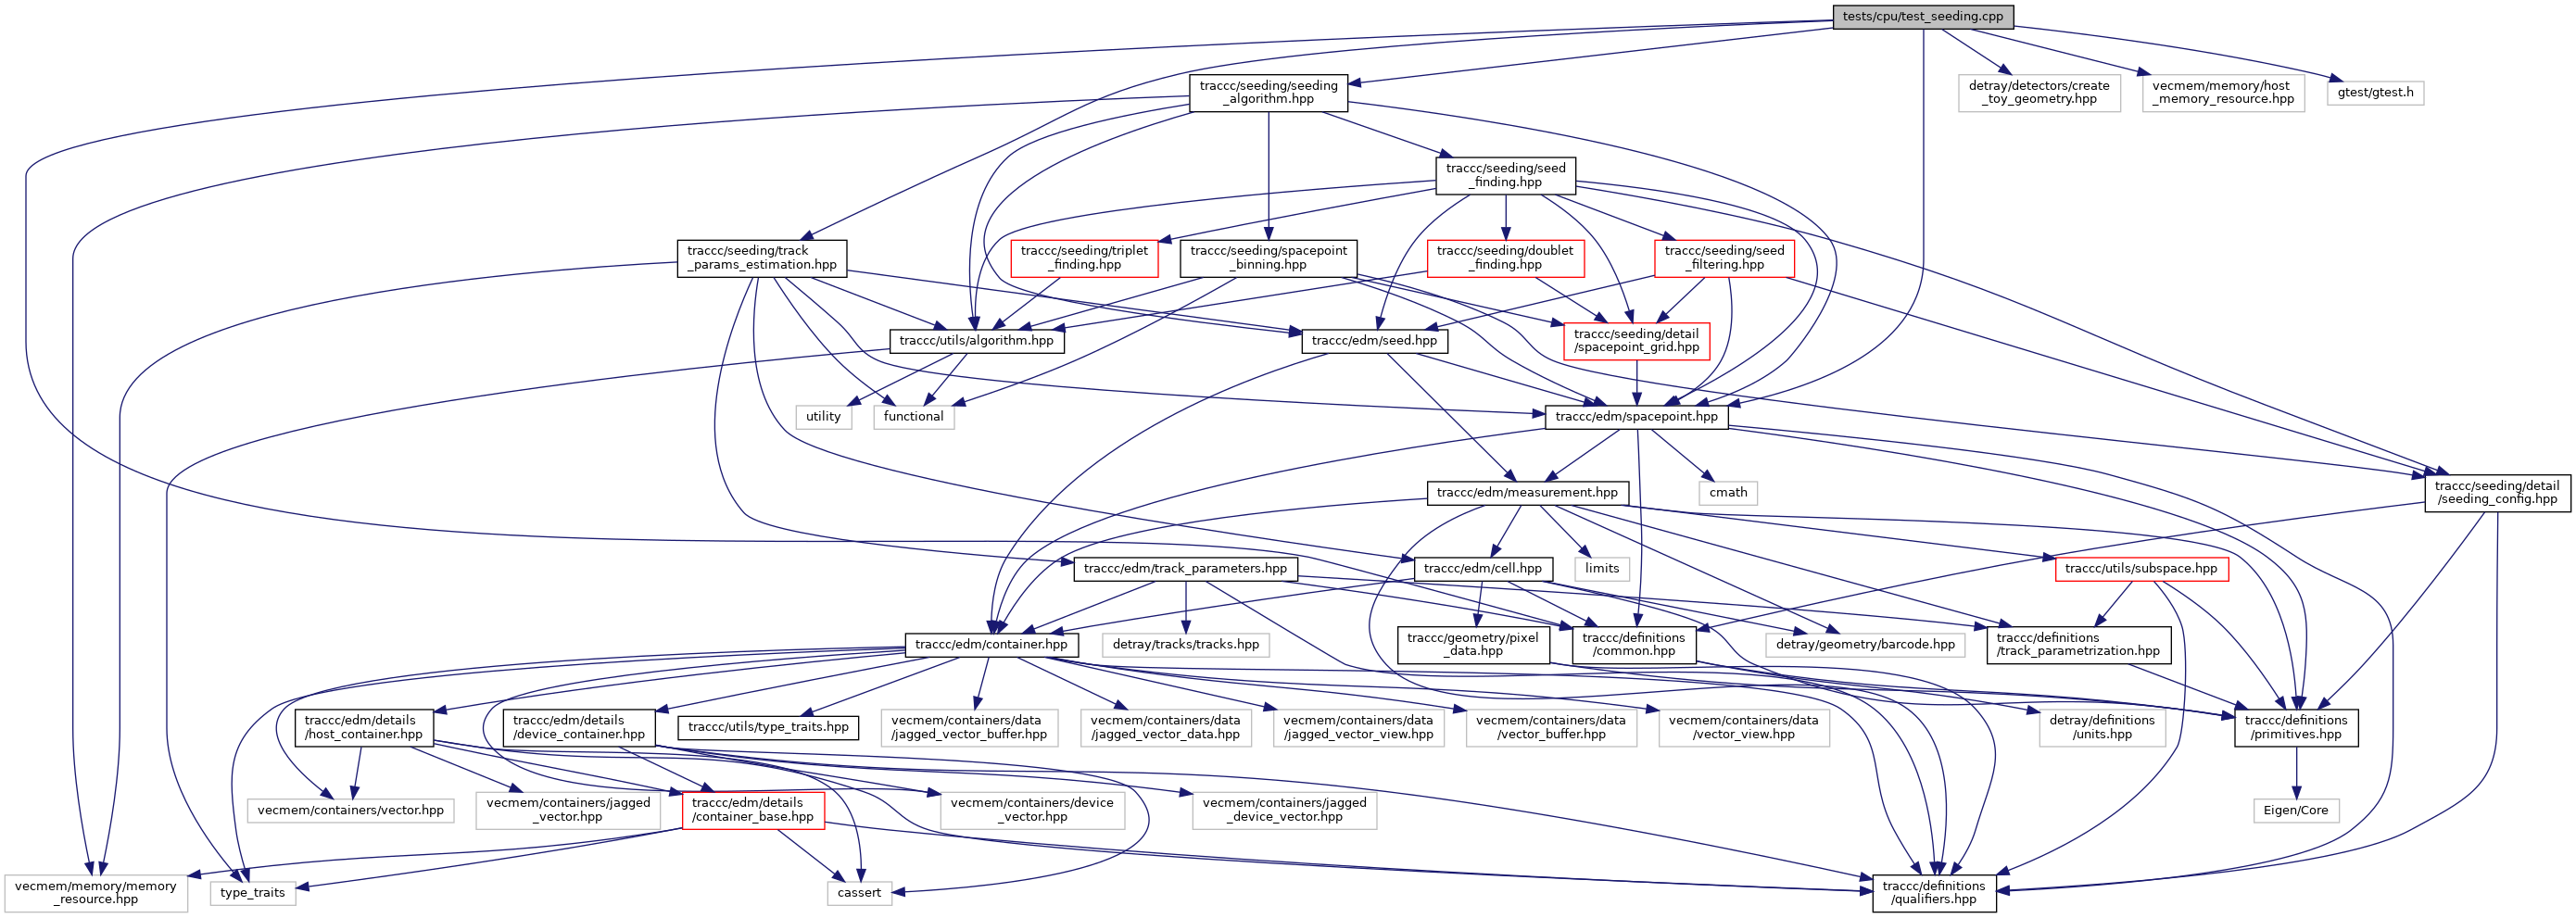 tests/cpu/test_seeding.cpp
traccc/seeding/seeding
_algorithm.hpp
detray/detectors/create
_toy_geometry.hpp
vecmem/memory/host
_memory_resource.hpp
gtest/gtest.h
traccc/seeding/seed
_finding.hpp
traccc/seeding/track
_params_estimation.hpp
traccc/seeding/triplet
_finding.hpp
traccc/seeding/spacepoint
_binning.hpp
traccc/seeding/doublet
_finding.hpp
traccc/seeding/seed
_filtering.hpp
traccc/utils/algorithm.hpp
traccc/edm/seed.hpp
traccc/seeding/detail
/spacepoint_grid.hpp
utility
functional
traccc/edm/spacepoint.hpp
traccc/edm/measurement.hpp
cmath
traccc/seeding/detail
/seeding_config.hpp
traccc/edm/track_parameters.hpp
traccc/edm/cell.hpp
limits
traccc/utils/subspace.hpp
traccc/edm/container.hpp
detray/tracks/tracks.hpp
traccc/geometry/pixel
_data.hpp
traccc/definitions
/common.hpp
detray/geometry/barcode.hpp
traccc/definitions
/track_parametrization.hpp
traccc/edm/details
/host_container.hpp
traccc/edm/details
/device_container.hpp
traccc/utils/type_traits.hpp
vecmem/containers/data
/jagged_vector_buffer.hpp
vecmem/containers/data
/jagged_vector_data.hpp
vecmem/containers/data
/jagged_vector_view.hpp
vecmem/containers/data
/vector_buffer.hpp
vecmem/containers/data
/vector_view.hpp
detray/definitions
/units.hpp
traccc/definitions
/primitives.hpp
vecmem/containers/vector.hpp
vecmem/containers/jagged
_vector.hpp
traccc/edm/details
/container_base.hpp
vecmem/containers/device
_vector.hpp
vecmem/containers/jagged
_device_vector.hpp
Eigen/Core
vecmem/memory/memory
_resource.hpp
type_traits
cassert
traccc/definitions
/qualifiers.hpp